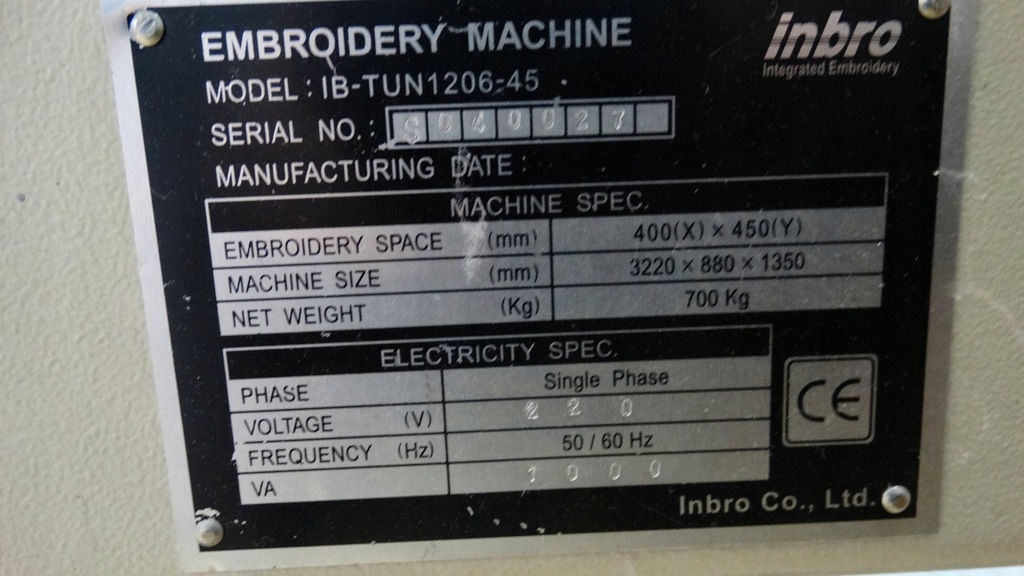 EMBROIDERY MACHINE
inbro
Integrated Embroidery
MODEL : IB-TUN1206-45
SERIAL NO. : S040027
MANUFACTURING DATE :
MACHINE SPEC.
EMBROIDERY SPACE (mm) 400(X) × 450(Y)
MACHINE SIZE (mm) 3220 × 880 × 1350
NET WEIGHT (Kg) 700 Kg
ELECTRICITY SPEC.
PHASE Single Phase
VOLTAGE (V) 220
FREQUENCY (Hz) 50 / 60 Hz
VA 1000
CE
Inbro Co., Ltd.